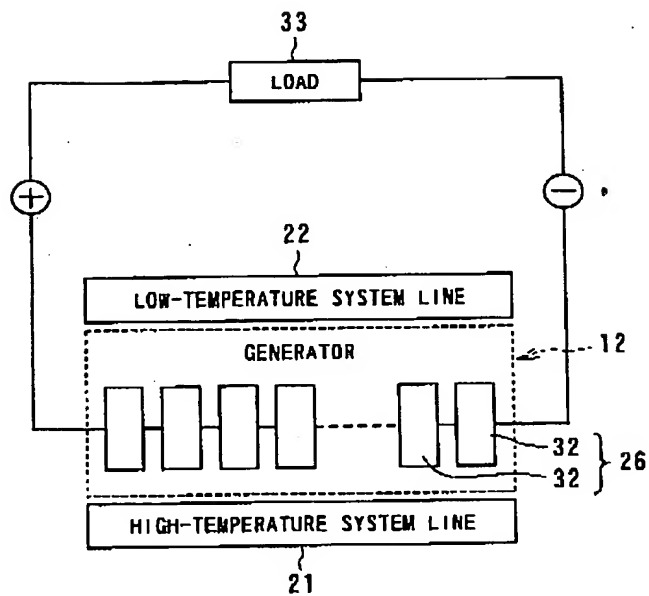 33
LOAD
+ −
22
LOW-TEMPERATURE SYSTEM LINE
GENERATOR
12
32
32
26
HIGH-TEMPERATURE SYSTEM LINE
21